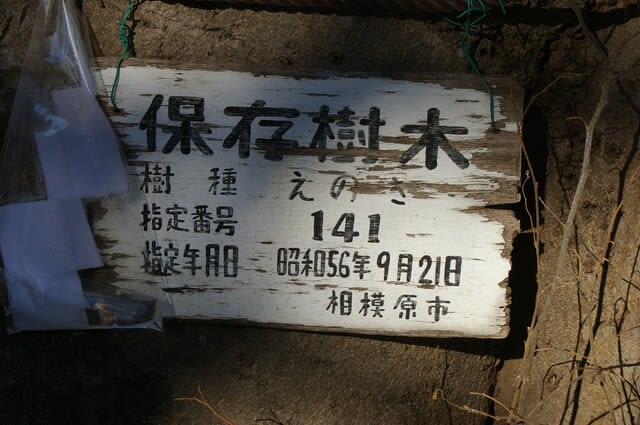 保存樹木
樹種 えのき
指定番号 141
指定年月日 昭和56年9月21日
相模原市